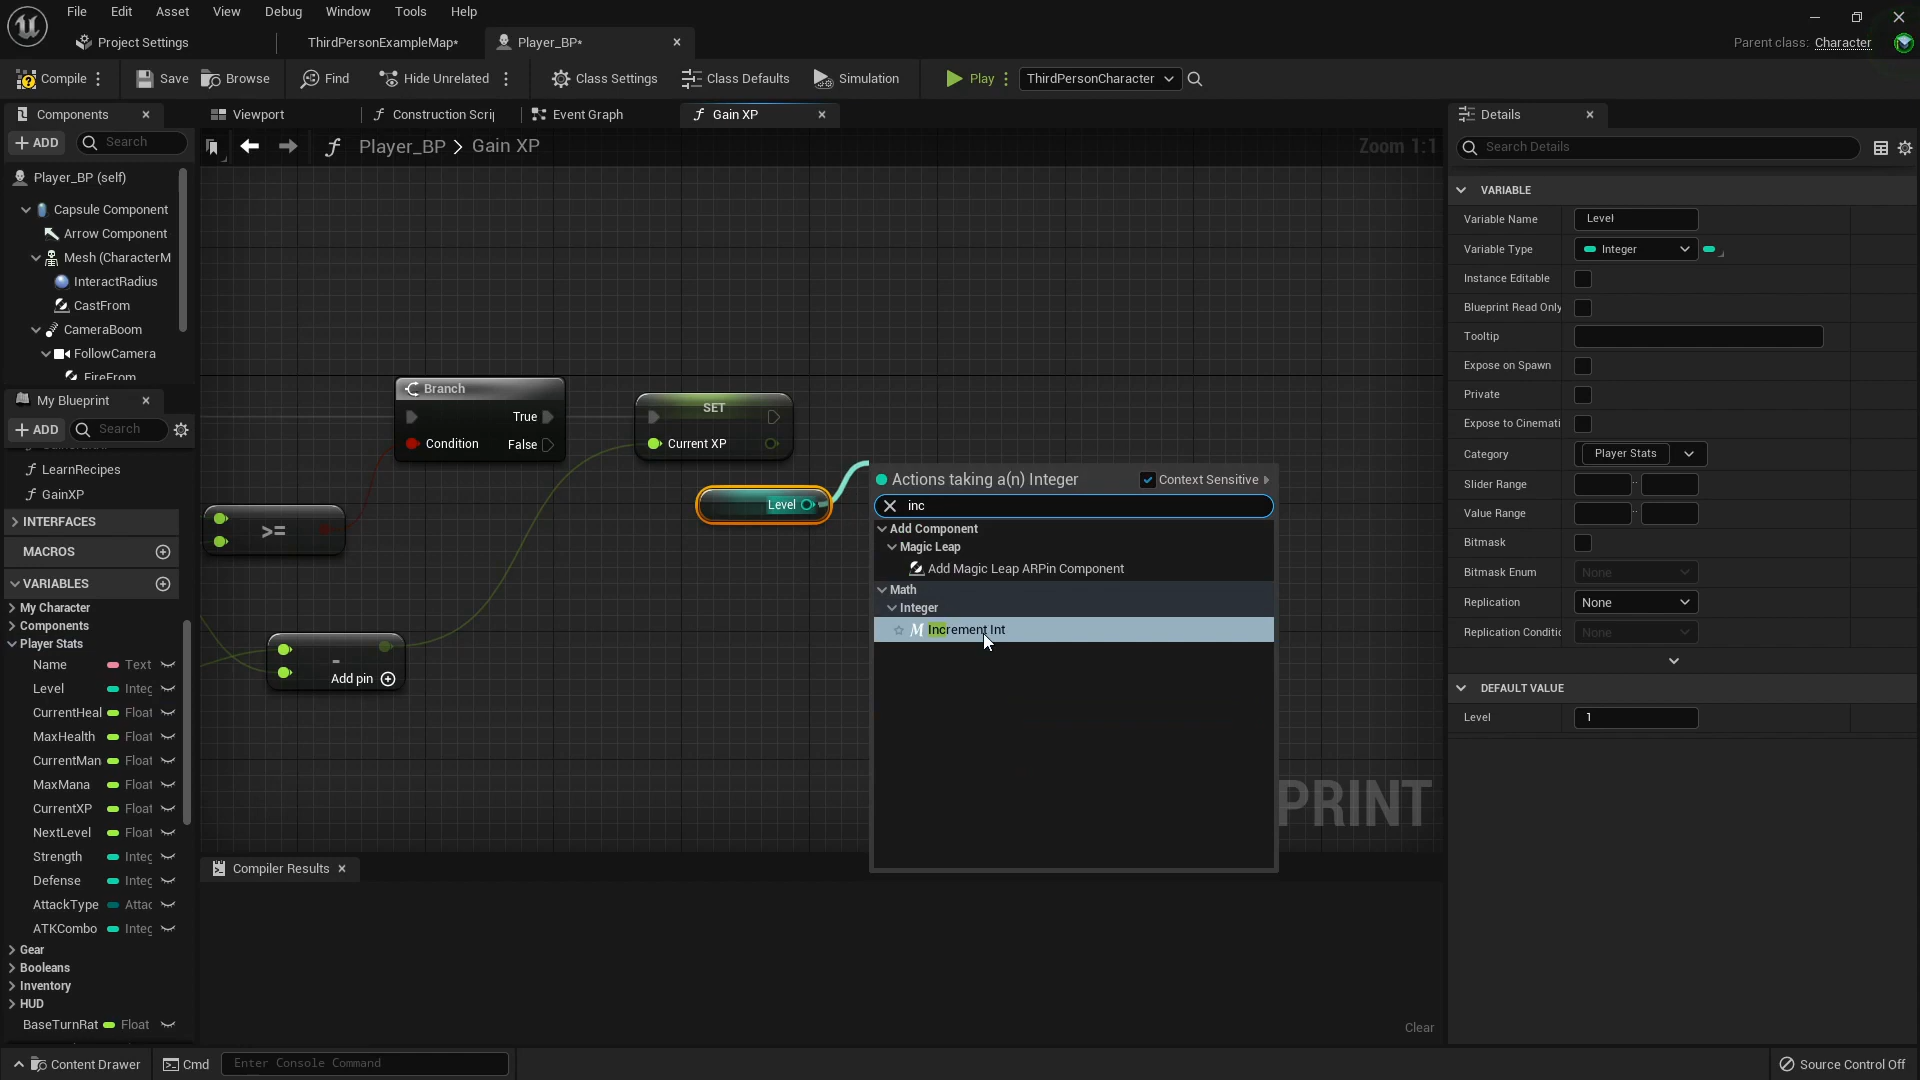 File Edit Asset View Debug Window Tools Help
Project Settings ThirdPersonExampleMap* Player_BP* Parent class: Character
Compile Save Browse Find Hide Unrelated Class Settings Class Defaults Simulation Play ThirdPersonCharacter
Components Viewport Construction Scrip Event Graph Gain XP Details
ADD Search Player_BP > Gain XP Zoom 1:1 Search Details
Player_BP (self)
Capsule Component
Arrow Component
Mesh (CharacterM
InteractRadius
CastFrom
CameraBoom
FollowCamera
FireFrom
My Blueprint
ADD Search
LearnRecipes
GainXP
INTERFACES
MACROS
VARIABLES
My Character
Components
Player Stats
Name Text
Level Integ
CurrentHeal Float
MaxHealth Float
CurrentMan Float
MaxMana Float
CurrentXP Float
NextLevel Float
Strength Integ
Defense Integ
AttackType Attac
ATKCombo Integ
Gear
Booleans
Inventory
HUD
BaseTurnRat Float
Branch
True
Condition False
SET
Current XP
>=
-
Add pin
Level
Actions taking a(n) Integer Context Sensitive
inc
Add Component
Magic Leap
Add Magic Leap ARPin Component
Math
Integer
Increment Int
PRINT
Compiler Results
Clear
VARIABLE
Variable Name Level
Variable Type Integer
Instance Editable
Blueprint Read Only
Tooltip
Expose on Spawn
Private
Expose to Cinemati
Category Player Stats
Slider Range
Value Range
Bitmask
Bitmask Enum None
Replication None
Replication Conditic None
DEFAULT VALUE
Level 1
Content Drawer Cmd Enter Console Command Source Control Off